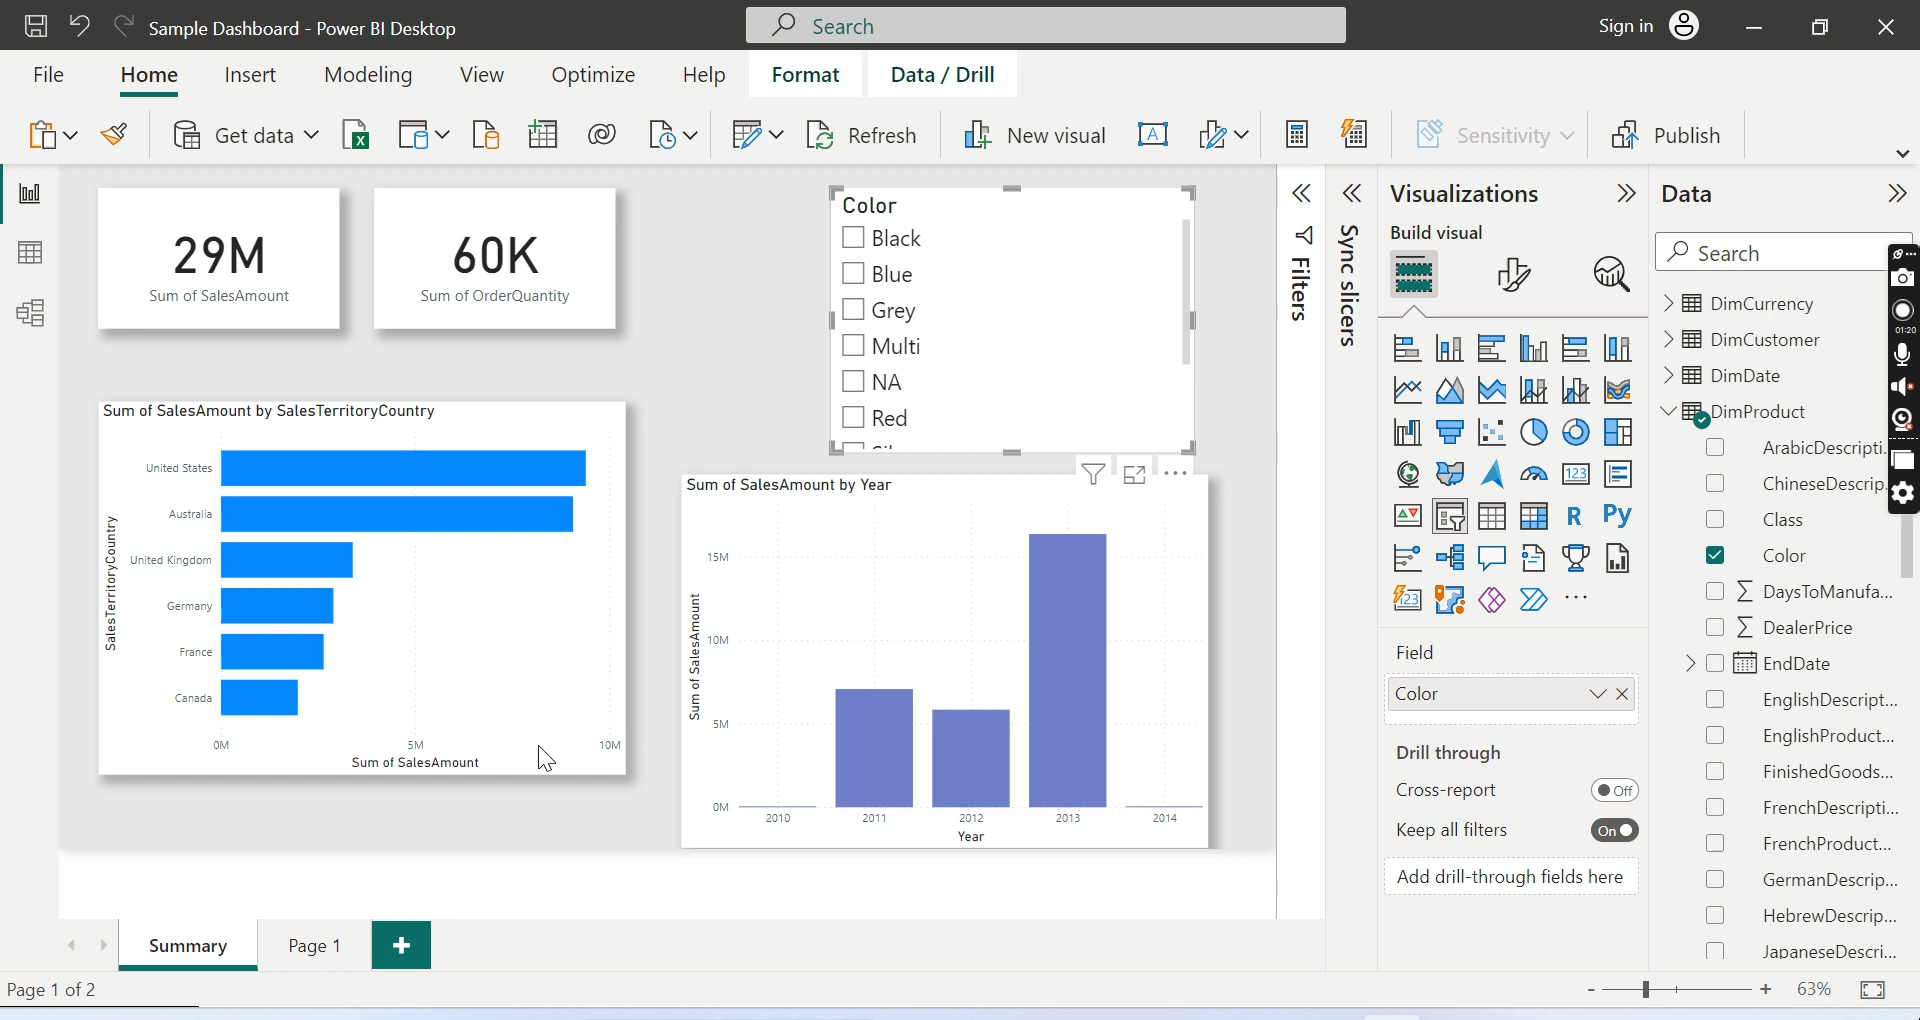 Sample Dashboard - Power BI Desktop
Search
Sign in
File
Home
Insert
Modeling
View
Optimize
Help
Format
Data / Drill
Get data
Refresh
New visual
A
Sensitivity
Publish
29M
Sum of SalesAmount
60K
Sum of OrderQuantity
Color
Black
Blue
Grey
Multi
NA
Red
Sum of SalesAmount by SalesTerritoryCountry
SalesTerritoryCountry
United States
Australia
United Kingdom
Germany
France
Canada
0M
5M
10M
Sum of SalesAmount
Sum of SalesAmount by Year
Sum of SalesAmount
15M
10M
5M
0M
2010
2011
2012
2013
2014
Year
Filters
Sync slicers
Visualizations
Build visual
123
R
Py
123
Field
Color
Drill through
Cross-report
Off
Keep all filters
On
Add drill-through fields here
Data
Search
DimCurrency
DimCustomer
DimDate
DimProduct
ArabicDescripti...
ChineseDescrip...
Class
Color
DaysToManufa...
DealerPrice
EndDate
EnglishDescript...
EnglishProduct...
FinishedGoods...
FrenchDescripti...
FrenchProduct...
GermanDescrip...
HebrewDescrip...
JapaneseDescri...
01:20
Summary
Page 1
Page 1 of 2
63%